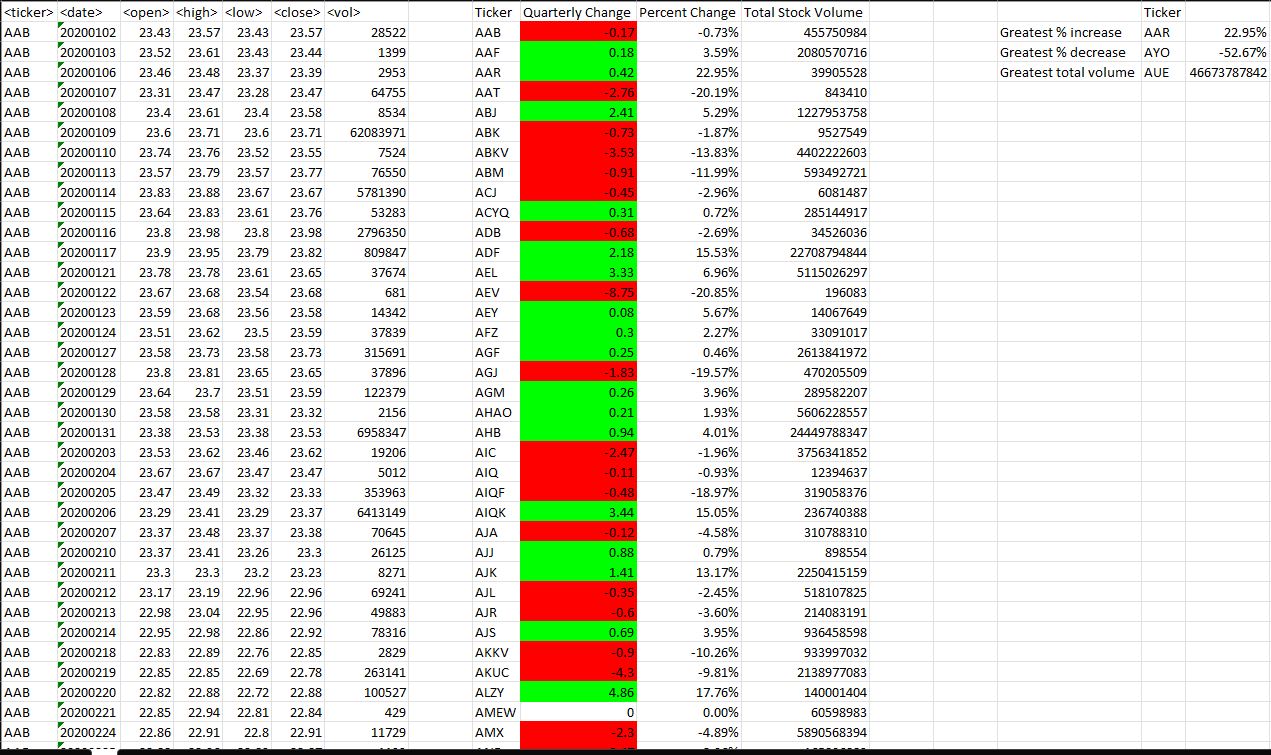 <ticker> <date> <open> <high> <low> <close> <vol> Ticker Quarterly Change Percent Change Total Stock Volume Ticker
AAB 20200102 23.43 23.57 23.43 23.57 28522 AAB -0.17 -0.73% 455750984 Greatest % increase AAR 22.95%
AAB 20200103 23.52 23.61 23.43 23.44 1399 AAF 0.18 3.59% 2080570716 Greatest % decrease AYO -52.67%
AAB 20200106 23.46 23.48 23.37 23.39 2953 AAR 0.42 22.95% 39905528 Greatest total volume AUE 46673787842
AAB 20200107 23.31 23.47 23.28 23.47 64755 AAT -2.76 -20.19% 843410
AAB 20200108 23.4 23.61 23.4 23.58 8534 ABJ 2.41 5.29% 1227953758
AAB 20200109 23.6 23.71 23.6 23.71 62083971 ABK -0.73 -1.87% 9527549
AAB 20200110 23.74 23.76 23.52 23.55 7524 ABKV -3.53 -13.83% 4402222603
AAB 20200113 23.57 23.79 23.57 23.77 76550 ABM -0.91 -11.99% 593492721
AAB 20200114 23.83 23.88 23.67 23.67 5781390 ACJ -0.45 -2.96% 6081487
AAB 20200115 23.64 23.83 23.61 23.76 53283 ACYQ 0.31 0.72% 285144917
AAB 20200116 23.8 23.98 23.8 23.98 2796350 ADB -0.68 -2.69% 34526036
AAB 20200117 23.9 23.95 23.79 23.82 809847 ADF 2.18 15.53% 22708794844
AAB 20200121 23.78 23.78 23.61 23.65 37674 AEL 3.33 6.96% 5115026297
AAB 20200122 23.67 23.68 23.54 23.68 681 AEV -8.75 -20.85% 196083
AAB 20200123 23.59 23.68 23.56 23.58 14342 AEY 0.08 5.67% 14067649
AAB 20200124 23.51 23.62 23.5 23.59 37839 AFZ 0.3 2.27% 33091017
AAB 20200127 23.58 23.73 23.58 23.73 315691 AGF 0.25 0.46% 2613841972
AAB 20200128 23.8 23.81 23.65 23.65 37896 AGJ -1.83 -19.57% 470205509
AAB 20200129 23.64 23.7 23.51 23.59 122379 AGM 0.26 3.96% 289582207
AAB 20200130 23.58 23.58 23.31 23.32 2156 AHAO 0.21 1.93% 5606228557
AAB 20200131 23.38 23.53 23.38 23.53 6958347 AHB 0.94 4.01% 24449788347
AAB 20200203 23.53 23.62 23.46 23.62 19206 AIC -2.47 -1.96% 3756341852
AAB 20200204 23.67 23.67 23.47 23.47 5012 AIQ -0.11 -0.93% 12394637
AAB 20200205 23.47 23.49 23.32 23.33 353963 AIQF -0.48 -18.97% 319058376
AAB 20200206 23.29 23.41 23.29 23.37 6413149 AIQK 3.44 15.05% 236740388
AAB 20200207 23.37 23.48 23.37 23.38 70645 AJA -0.12 -4.58% 310788310
AAB 20200210 23.37 23.41 23.26 23.3 26125 AJJ 0.88 0.79% 898554
AAB 20200211 23.3 23.3 23.2 23.23 8271 AJK 1.41 13.17% 2250415159
AAB 20200212 23.17 23.19 22.96 22.96 69241 AJL -0.35 -2.45% 518107825
AAB 20200213 22.98 23.04 22.95 22.96 49883 AJR -0.6 -3.60% 214083191
AAB 20200214 22.95 22.98 22.86 22.92 78316 AJS 0.69 3.95% 936458598
AAB 20200218 22.83 22.89 22.76 22.85 2829 AKKV -0.9 -10.26% 933997032
AAB 20200219 22.85 22.85 22.69 22.78 263141 AKUC -4.3 -9.81% 2138977083
AAB 20200220 22.82 22.88 22.72 22.88 100527 ALZY 4.86 17.76% 140001404
AAB 20200221 22.85 22.94 22.81 22.84 429 AMEW 0 0.00% 60598983
AAB 20200224 22.86 22.91 22.8 22.91 11729 AMX -2.3 -4.89% 5890568394